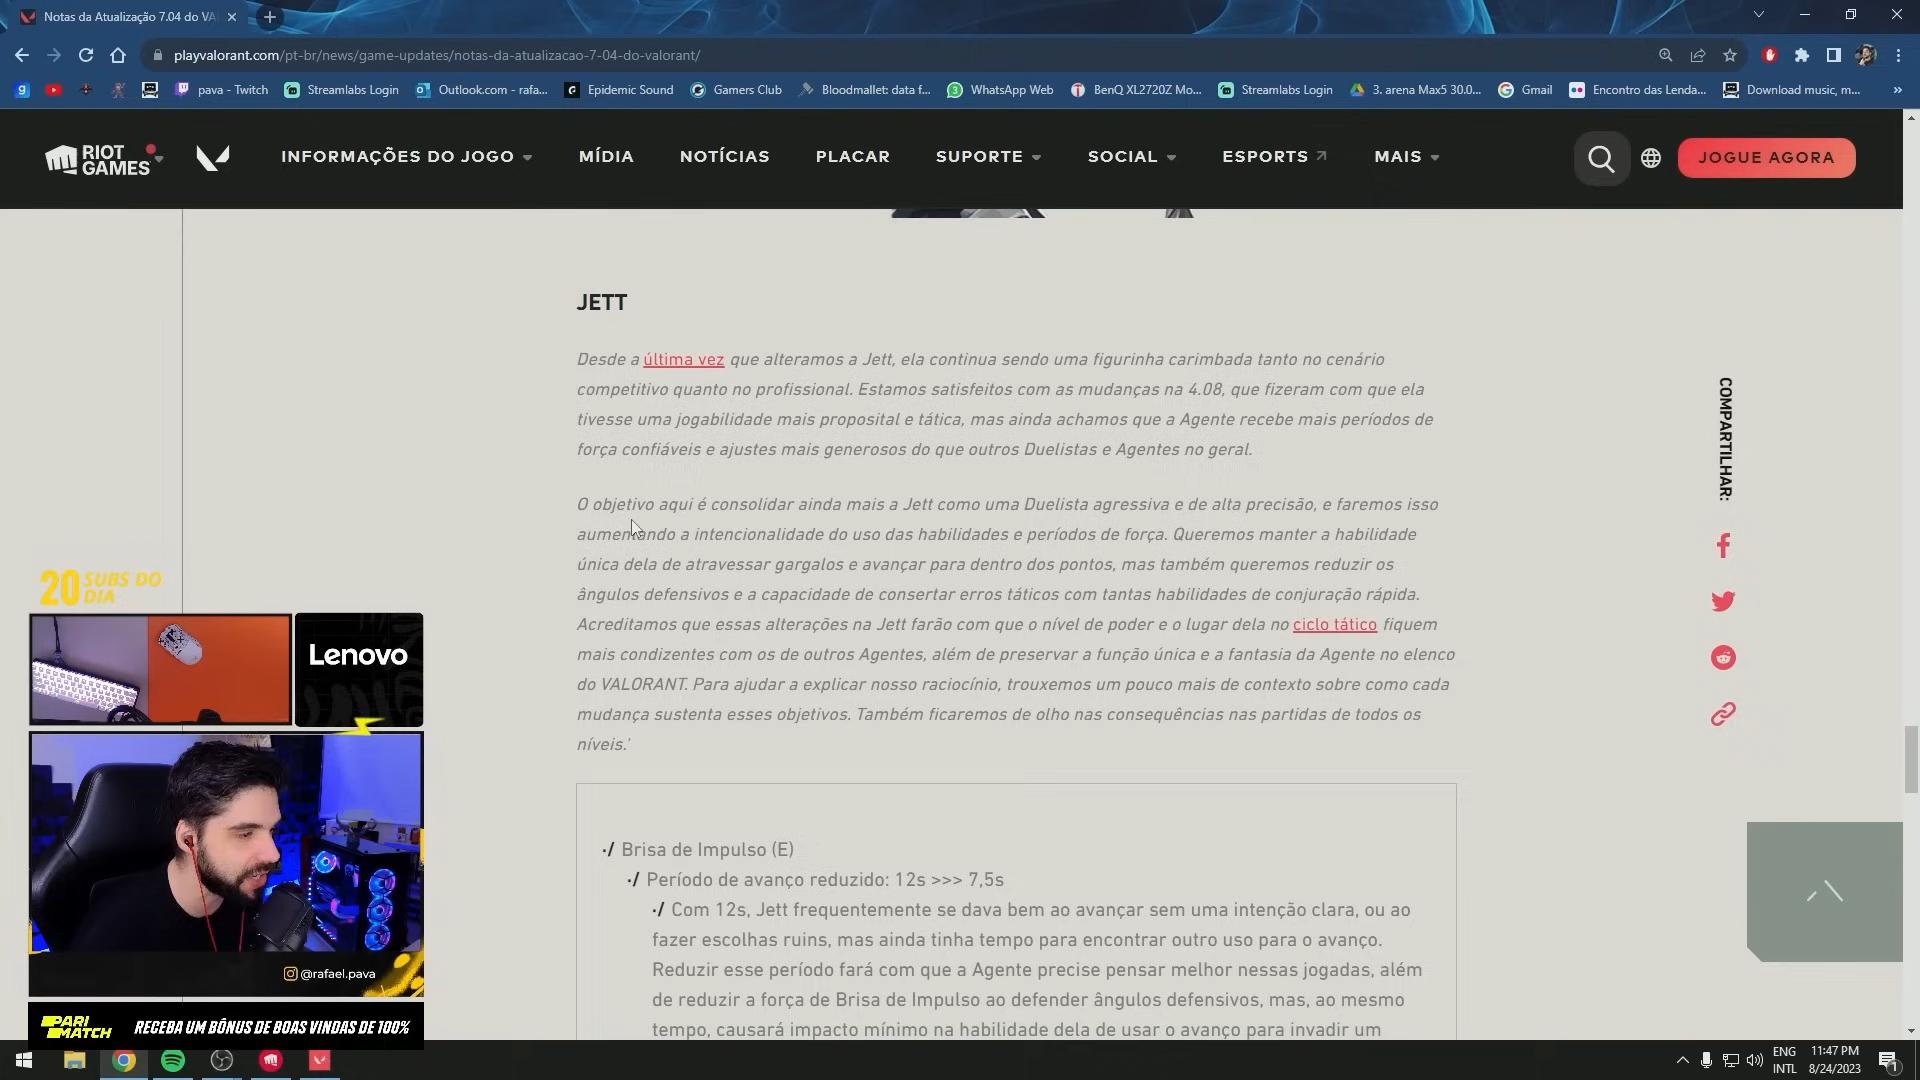 Notas da Atualização 7.04 do VA
playvalorant.com/pt-br/news/game-updates/notas-da-atualizacao-7-04-do-valorant/
pava - Twitch
Streamlabs Login
Outlook.com - rafa...
Epidemic Sound
Gamers Club
Bloodmallet: data f...
WhatsApp Web
BenQ XL2720Z Mo...
Streamlabs Login
3. arena Max5 30.0...
Gmail
Encontro das Lenda...
Download music, m...
»
RIOT
GAMES
INFORMAÇÕES DO JOGO
MÍDIA
NOTÍCIAS
PLACAR
SUPORTE
SOCIAL
ESPORTS
MAIS
JOGUE AGORA
JETT
Desde a última vez que alteramos a Jett, ela continua sendo uma figurinha carimbada tanto no cenário
competitivo quanto no profissional. Estamos satisfeitos com as mudanças na 4.08, que fizeram com que ela
tivesse uma jogabilidade mais proposital e tática, mas ainda achamos que a Agente recebe mais períodos de
força confiáveis e ajustes mais generosos do que outros Duelistas e Agentes no geral.
O objetivo aqui é consolidar ainda mais a Jett como uma Duelista agressiva e de alta precisão, e faremos isso
aumentando a intencionalidade do uso das habilidades e períodos de força. Queremos manter a habilidade
única dela de atravessar gargalos e avançar para dentro dos pontos, mas também queremos reduzir os
ângulos defensivos e a capacidade de consertar erros táticos com tantas habilidades de conjuração rápida.
Acreditamos que essas alterações na Jett farão com que o nível de poder e o lugar dela no ciclo tático fiquem
mais condizentes com os de outros Agentes, além de preservar a função única e a fantasia da Agente no elenco
do VALORANT. Para ajudar a explicar nosso raciocínio, trouxemos um pouco mais de contexto sobre como cada
mudança sustenta esses objetivos. Também ficaremos de olho nas consequências nas partidas de todos os
níveis.'
·/ Brisa de Impulso (E)
·/ Período de avanço reduzido: 12s >>> 7,5s
·/ Com 12s, Jett frequentemente se dava bem ao avançar sem uma intenção clara, ou ao
fazer escolhas ruins, mas ainda tinha tempo para encontrar outro uso para o avanço.
Reduzir esse período fará com que a Agente precise pensar melhor nessas jogadas, além
de reduzir a força de Brisa de Impulso ao defender ângulos defensivos, mas, ao mesmo
tempo, causará impacto mínimo na habilidade dela de usar o avanço para invadir um
COMPARTILHAR:
20 SUBS DO
DIA
Lenovo
@rafael.pava
PARI
MATCH
RECEBA UM BÔNUS DE BOAS VINDAS DE 100%
ENG
INTL
11:47 PM
8/24/2023
1